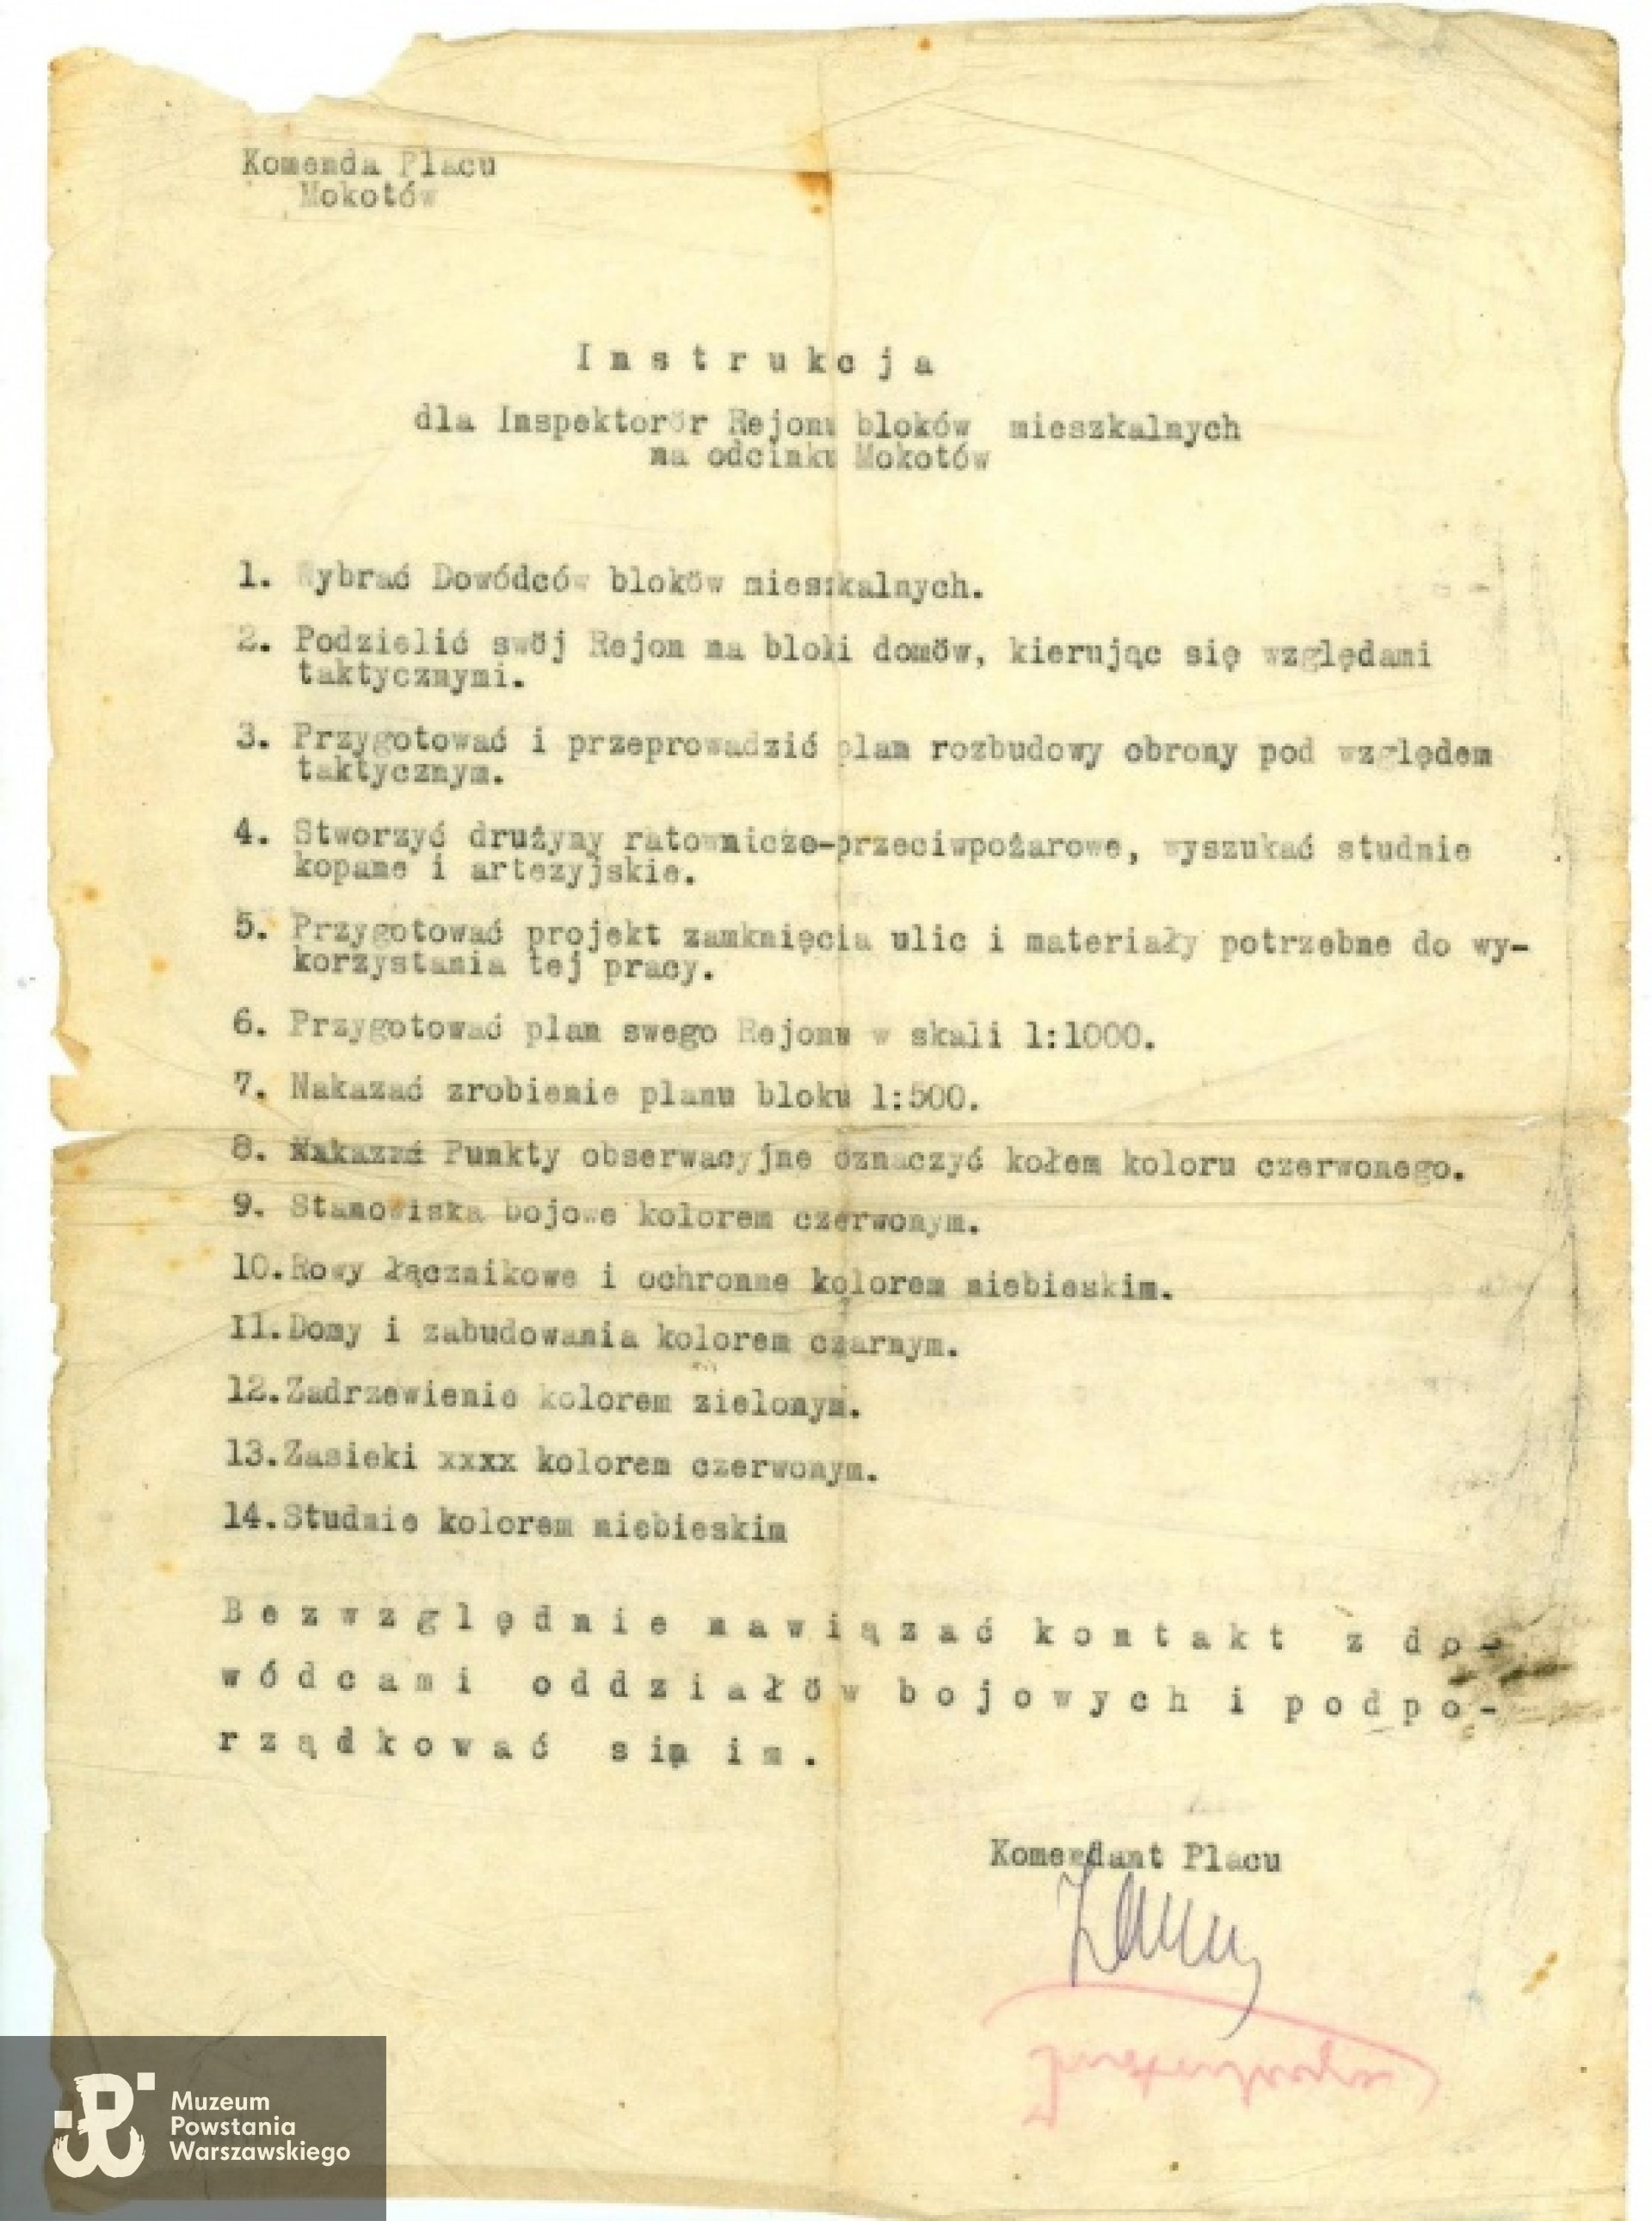 Komenda Placu
Mokotów
Instrukcja
dla Inspektorör Rejonu bloków mieszkalnych
na odcinku Mokotów
1. Wybrać Dowódców bloków mieszkalnych.
2. Podzielić swöj Rejon na bloki domöw, kierując się względami
taktycznymi.
3. Przygotować i przeprowadzić plan rozbudowy obrony pod względem
taktycznym.
4. Stworzyć drużyny ratowniczo-przeciwpożarowe, wyszukać studnie
kopane i artezyjskie.
5. Przygotować projekt zamknięcia ulic i materiały potrzebne do wy-
korzystania tej pracy.
6. Przygotować plan swego Rejonu w skali 1:1000.
7. Nakazać zrobienie planu bloku 1:500.
8. Nakazać Punkty obserwacyjne oznaczyć kołem koloru czerwonego.
9. Stanowiska bojowe kolorem czerwonym.
10. Rowy łącznikowe i ochronne kolorem niebieskim.
11. Domy i zabudowania kolorem czarnym.
12. Zadrzewienie kolorem zielonym.
13. Zasieki xxxx kolorem czerwonym.
14. Studnie kolorem niebieskim
Bezwzględnie nawiązać kontakt z do-
wódcami oddziałöw bojowych i podpo-
rządkować się im.
Komendant Placu
Muzeum
Powstania
Warszawskiego